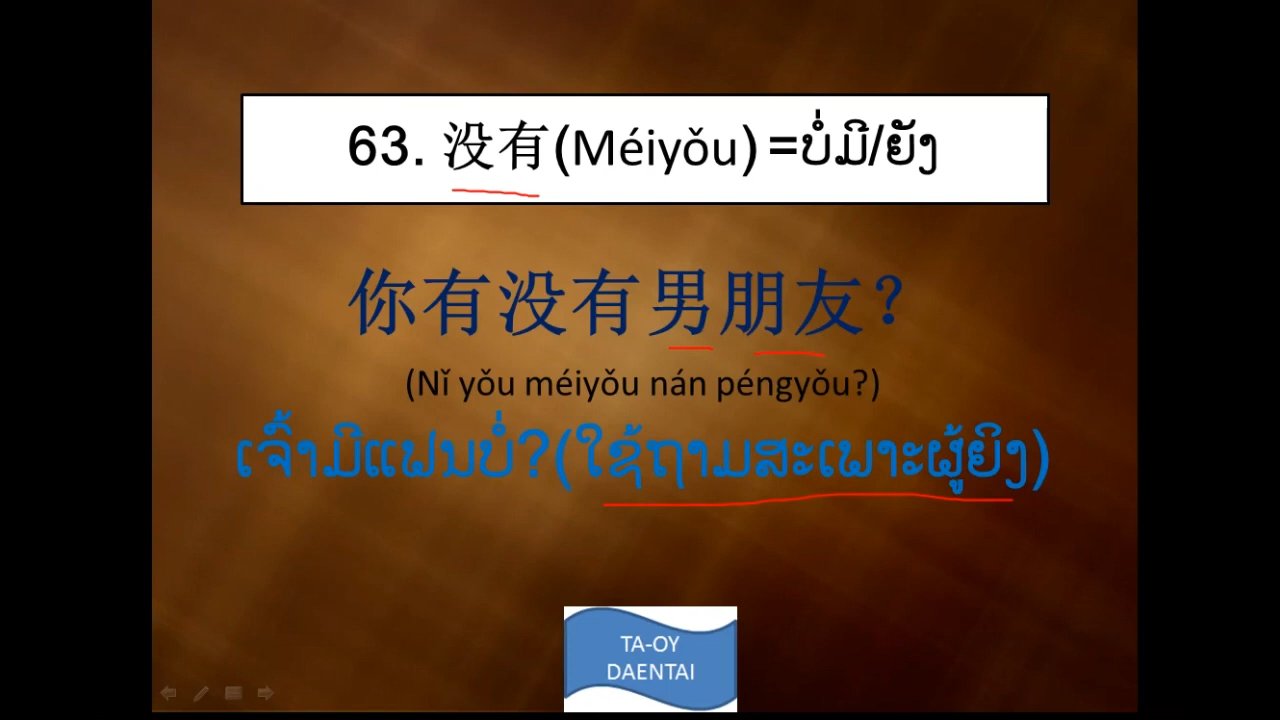 63. 没有(Méiyǒu) =ບໍ່ມີ/ຍັງ
你有没有男朋友？
(Nǐ yǒu méiyǒu nán péngyǒu?)
ເຈົ້າມີແຟນບໍ່?(ໃຊ້ຖາມສະເພາະຜູ້ຍິງ)
TA-OY
DAENTAI